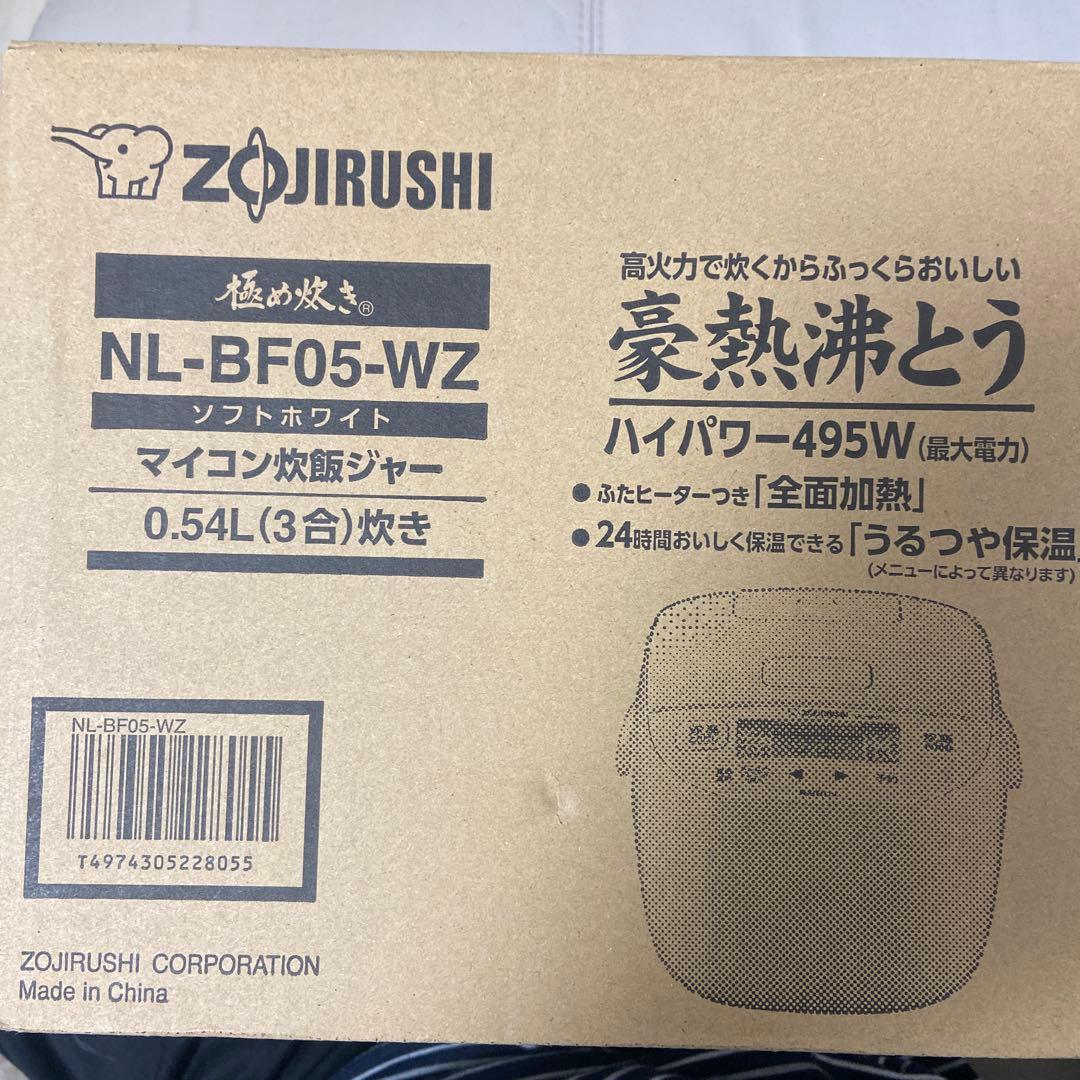 ZOJIRUSHI
極め炊き®
NL-BF05-WZ
ソフトホワイト
マイコン炊飯ジャー
0.54L(3合)炊き
高火力で炊くからふっくらおいしい
豪熱沸とう
ハイパワー495W(最大電力)
●ふたヒーターつき「全面加熱」
●24時間おいしく保温できる「うるつや保温」
(メニューによって異なります)
NL-BF05-WZ
T4974305228055
ZOJIRUSHI CORPORATION
Made in China